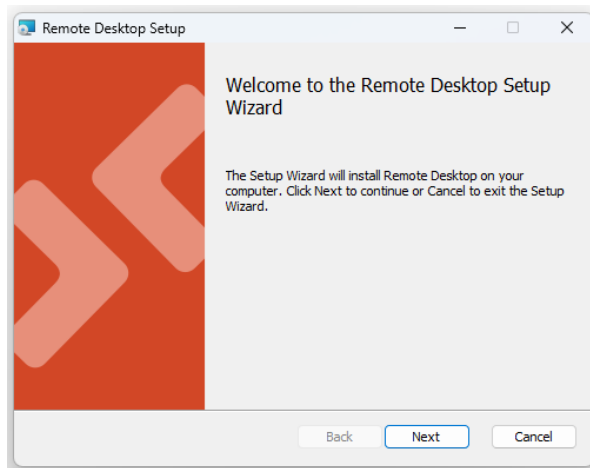 Remote Desktop Setup
Welcome to the Remote Desktop Setup
Wizard
The Setup Wizard will install Remote Desktop on your
computer. Click Next to continue or Cancel to exit the Setup
Wizard.
Back
Next
Cancel